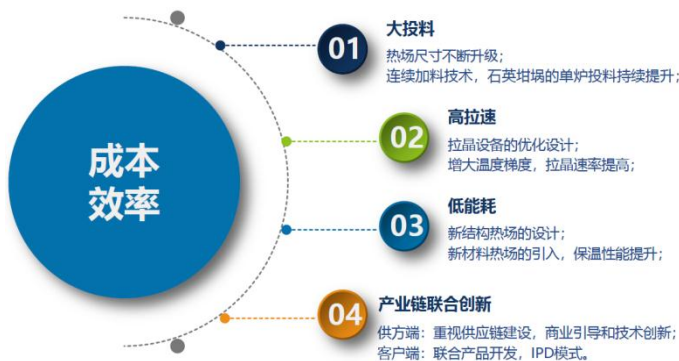 成本
效率
01
大投料
热场尺寸不断升级；
连续加料技术，石英坩埚的单炉投料持续提升；
02
高拉速
拉晶设备的优化设计；
增大温度梯度，拉晶速率提高；
03
低能耗
新结构热场的设计；
新材料热场的引入，保温性能提升；
04
产业链联合创新
供方端：重视供应链建设，商业引导和技术创新；
客户端：联合产品开发，IPD模式。